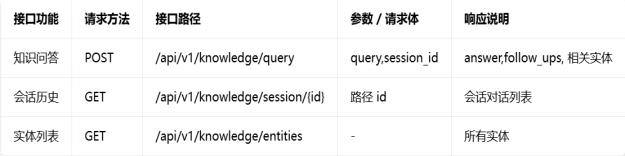 接口功能 请求方法 接口路径 参数 / 请求体 响应说明
知识问答 POST /api/v1/knowledge/query query,session_id answer,follow_ups, 相关实体
会话历史 GET /api/v1/knowledge/session/{id} 路径 id 会话对话列表
实体列表 GET /api/v1/knowledge/entities - 所有实体